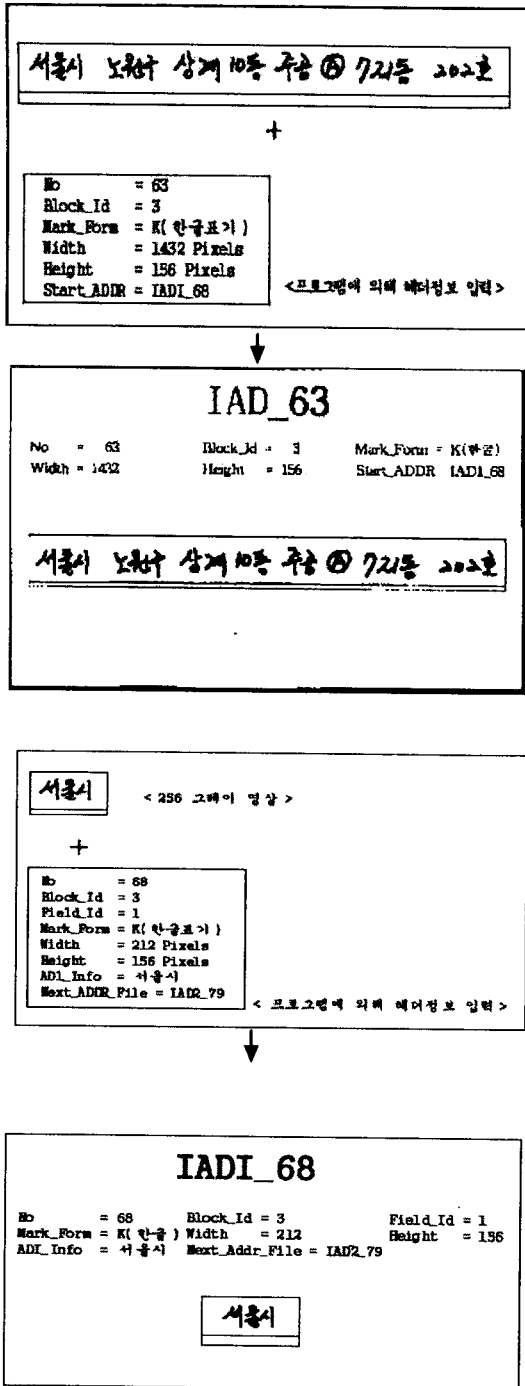 서울시 노원구 상계10동 주공 ⓐ 721동 202호
+
No = 63
Block_Id = 3
Mark_Form = K( 한글표기 )
Width = 1432 Pixels
Height = 156 Pixels
Start_ADDR = IADI_68
<프로그램에 의해 헤더정보 입력>
IAD_63
No = 63 Block_Id = 3 Mark_Form = K(한글)
Width = 1432 Height = 156 Start_ADDR IAD1_68
서울시 노원구 상계10동 주공 ⓐ 721동 202호
서울시 < 256 그레이 영상 >
+
No = 68
Block_Id = 3
Field_Id = 1
Mark_Form = K( 한글표기 )
Width = 212 Pixels
Height = 156 Pixels
AD1_Info = 서울시
Next_ADDR_File = IAD2_79
< 프로그램에 의해 헤더정보 입력>
IADI_68
No = 68 Block_Id = 3 Field_Id = 1
Mark_Form = K( 한글 ) Width = 212 Height = 156
ADI_Info = 서울시 Next_Addr_File = IAD2_79
서울시